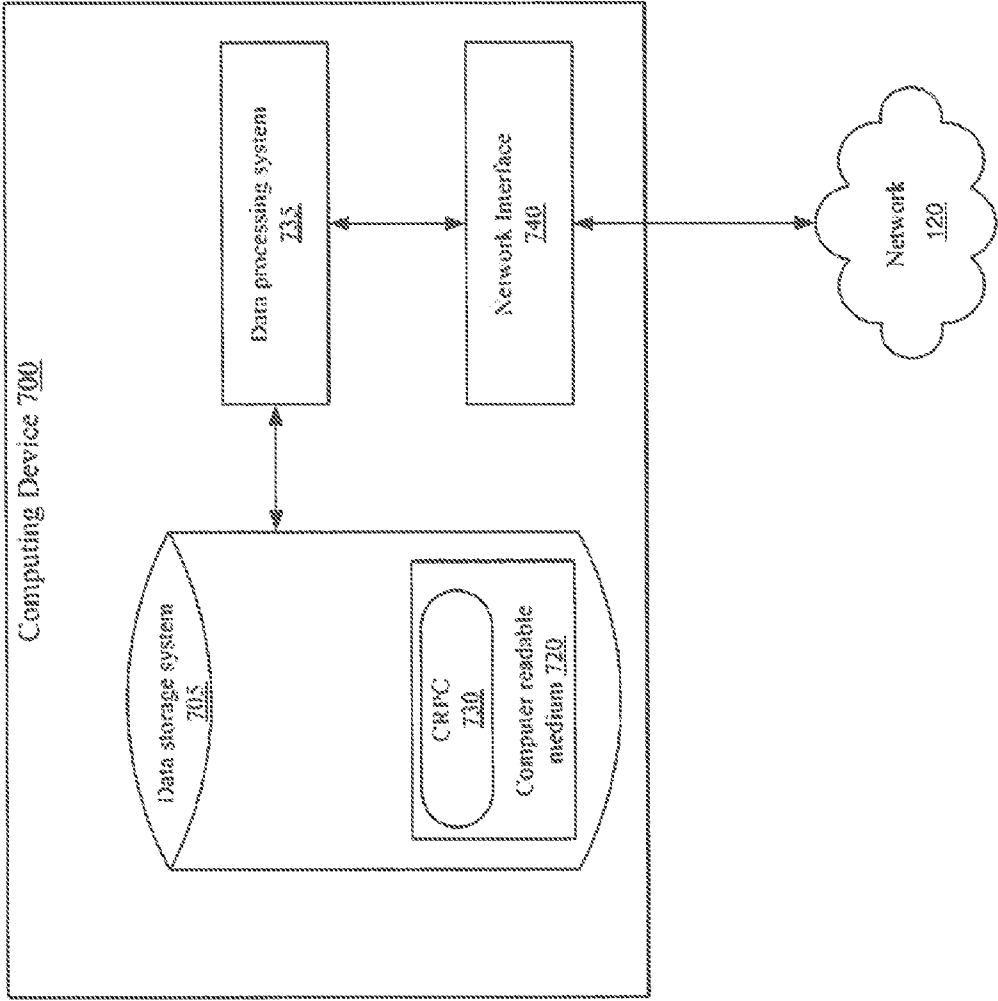 Computing Device 700
Data storage system
705
CRPC
730
Computer readable
medium 720
Data processing system
735
Network Interface
740
Network
120